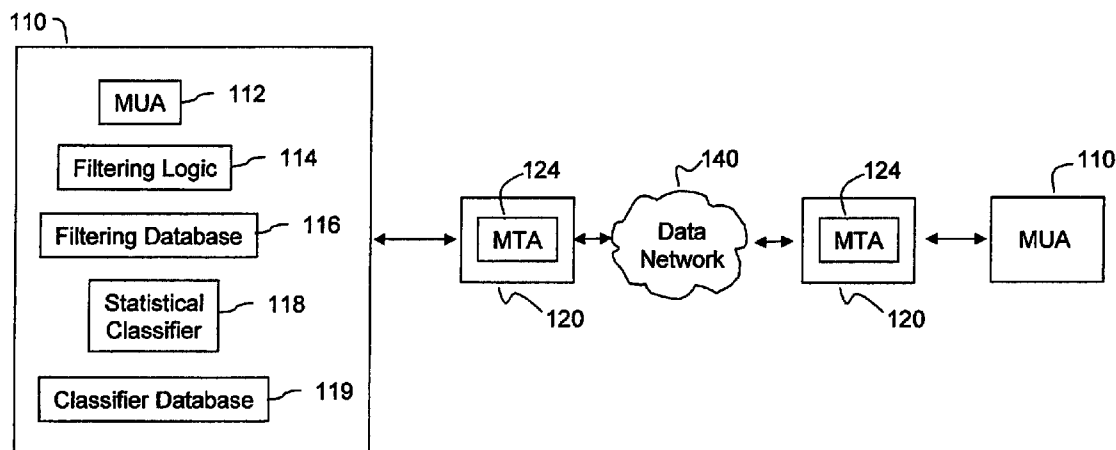 110
MUA
112
Filtering Logic
114
Filtering Database
116
Statistical
Classifier
118
Classifier Database
119
124
MTA
120
140
Data
Network
124
MTA
120
110
MUA